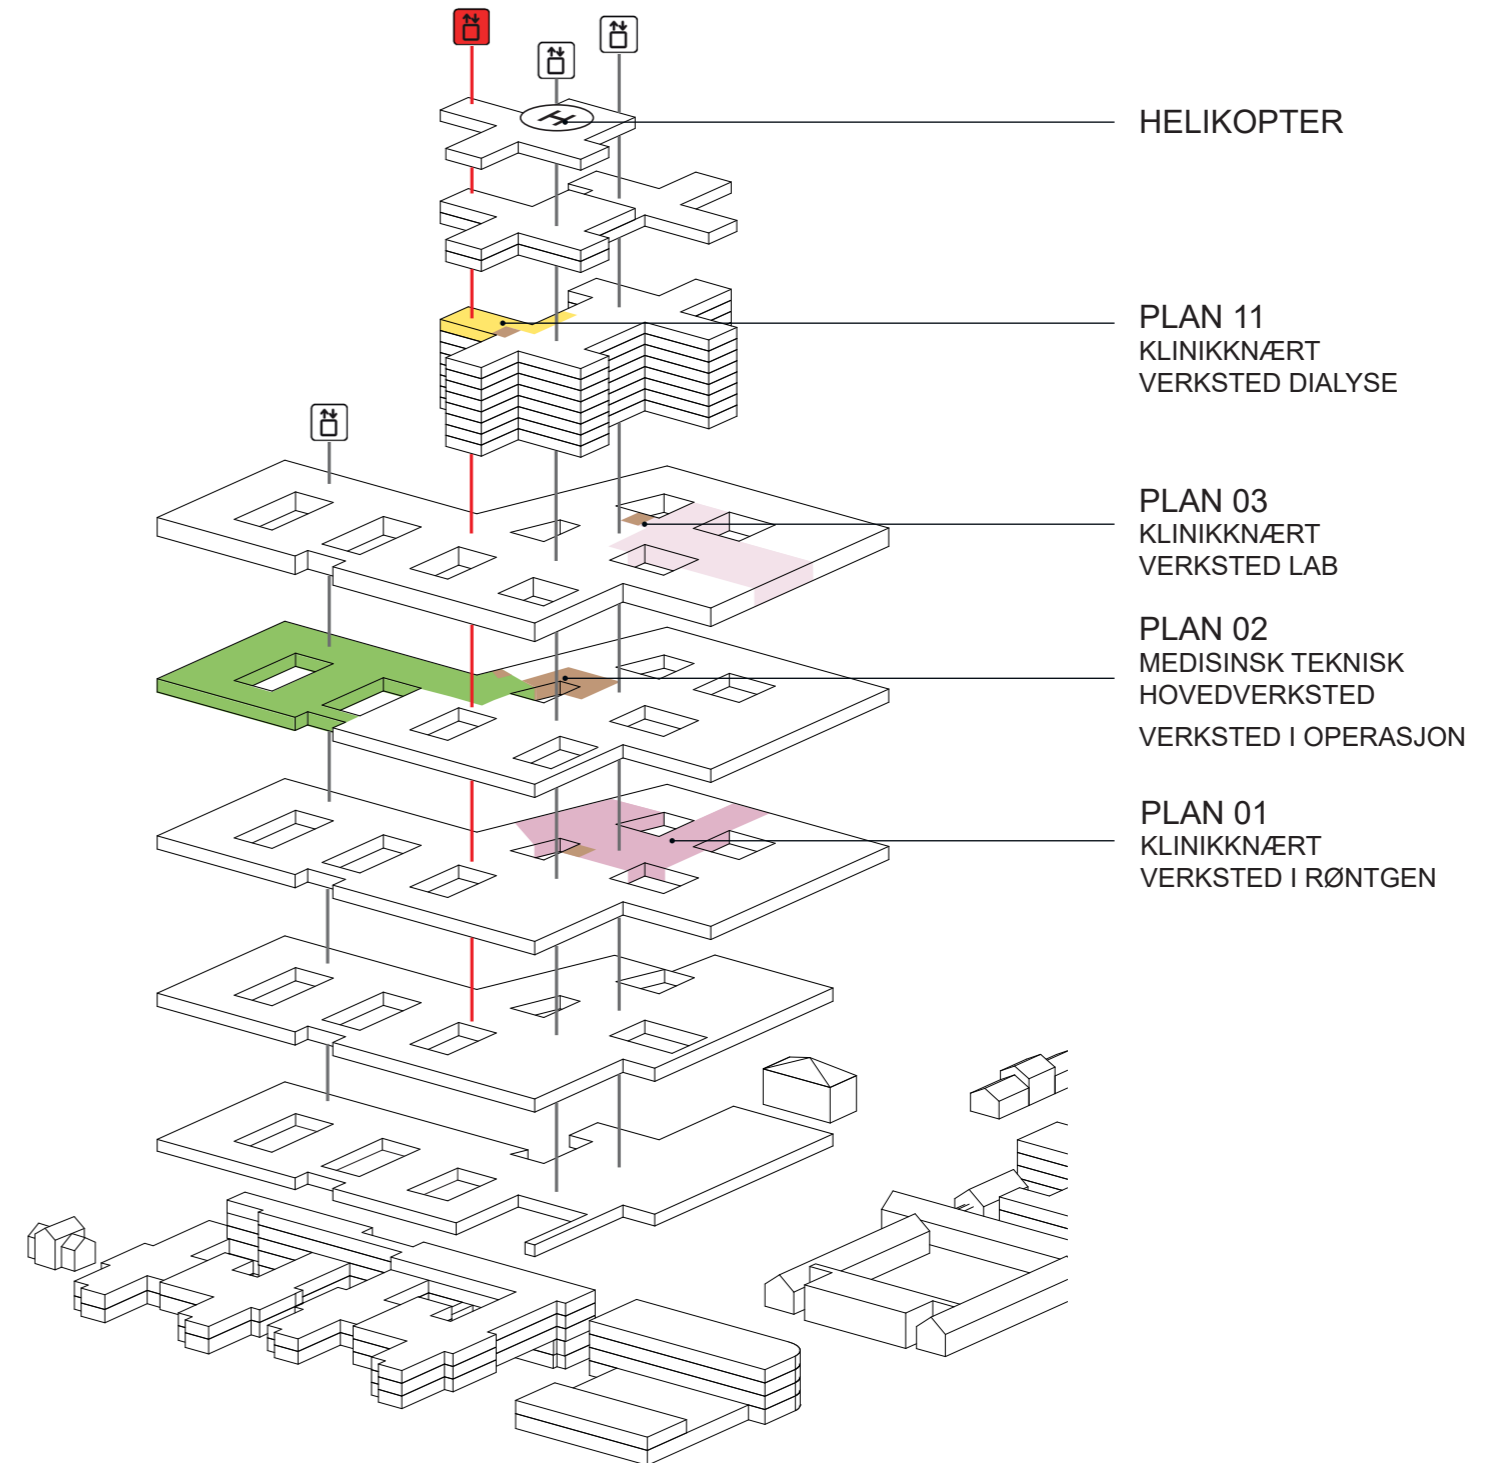 H
HELIKOPTER
PLAN 11
KLINIKKNÆRT
VERKSTED DIALYSE
PLAN 03
KLINIKKNÆRT
VERKSTED LAB
PLAN 02
MEDISINSK TEKNISK
HOVEDVERKSTED
VERKSTED I OPERASJON
PLAN 01
KLINIKKNÆRT
VERKSTED I RØNTGEN